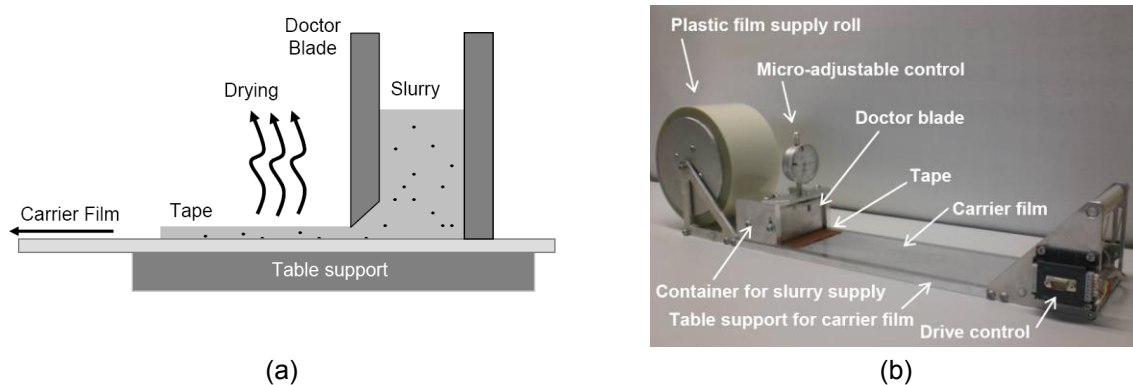 Doctor
Blade
Slurry
Drying
Carrier Film
Tape
Table support
(a)
Plastic film supply roll
Micro-adjustable control
Doctor blade
Tape
Carrier film
Container for slurry supply
Table support for carrier film
Drive control
(b)